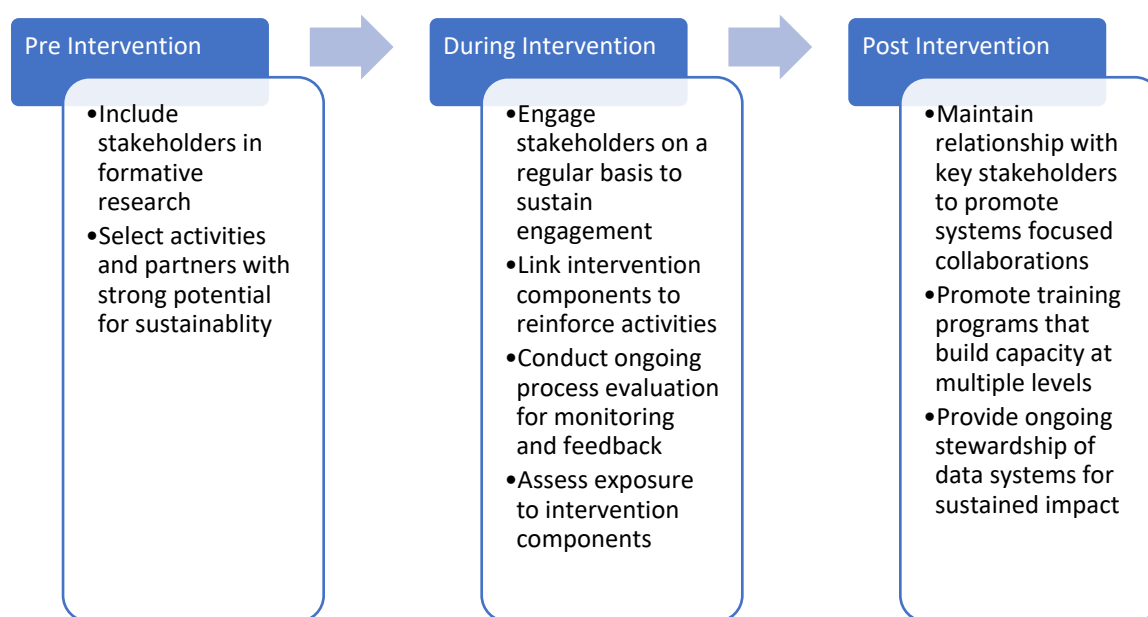 Pre Intervention
•Include
stakeholders in
formative
research
•Select activities
and partners with
strong potential
for sustainablity
During Intervention
•Engage
stakeholders on a
regular basis to
sustain
engagement
•Link intervention
components to
reinforce activities
•Conduct ongoing
process evaluation
for monitoring
and feedback
•Assess exposure
to intervention
components
Post Intervention
•Maintain
relationship with
key stakeholders
to promote
systems focused
collaborations
•Promote training
programs that
build capacity at
multiple levels
•Provide ongoing
stewardship of
data systems for
sustained impact